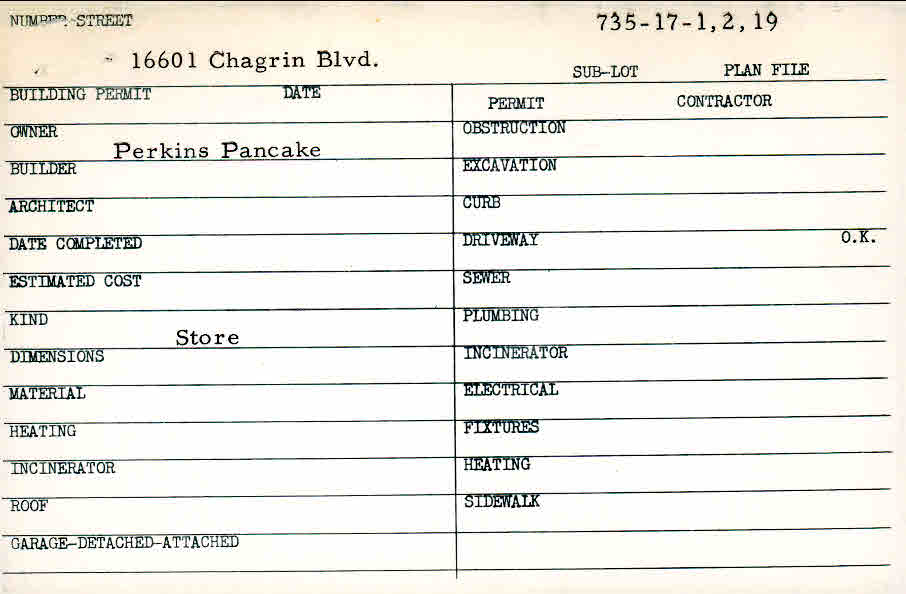 NUMBER STREET 735-17-1, 2, 19
16601 Chagrin Blvd.
SUB-LOT PLAN FILE
BUILDING PERMIT DATE
PERMIT CONTRACTOR
OWNER
Perkins Pancake
OBSTRUCTION
BUILDER
EXCAVATION
ARCHITECT
CURB
DATE COMPLETED
DRIVEWAY O.K.
ESTIMATED COST
SEWER
KIND
Store
PLUMBING
DIMENSIONS
INCINERATOR
MATERIAL
ELECTRICAL
HEATING
FIXTURES
INCINERATOR
HEATING
ROOF
SIDEWALK
GARAGE-DETACHED-ATTACHED